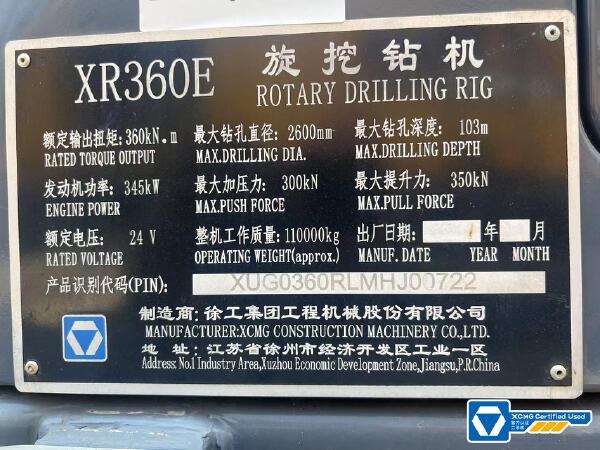 XR360E 旋挖钻机
ROTARY DRILLING RIG
额定输出扭矩: 360kN.m 最大钻孔直径: 2600mm 最大钻孔深度: 103m
RATED TORQUE OUTPUT MAX.DRILLING DIA. MAX.DRILLING DEPTH
发动机功率: 345kW 最大加压力: 300kN 最大提升力: 350kN
ENGINE POWER MAX.PUSH FORCE MAX.PULL FORCE
额定电压: 24 V 整机工作质量: 110000kg 出厂日期: 年 月
RATED VOLTAGE OPERATING WEIGHT(approx.) MANUF. DATE YEAR MONTH
产品识别代码(PIN): XUG0360RLMHJ00722
制造商: 徐工集团工程机械股份有限公司
MANUFACTURER:XCMG CONSTRUCTION MACHINERY CO.,LTD.
地 址: 江苏省徐州市经济开发区工业一区
Address: No.1 Industry Area,Xuzhou Economic Development Zone,Jiangsu,P.R.China
XCMG Certified Used